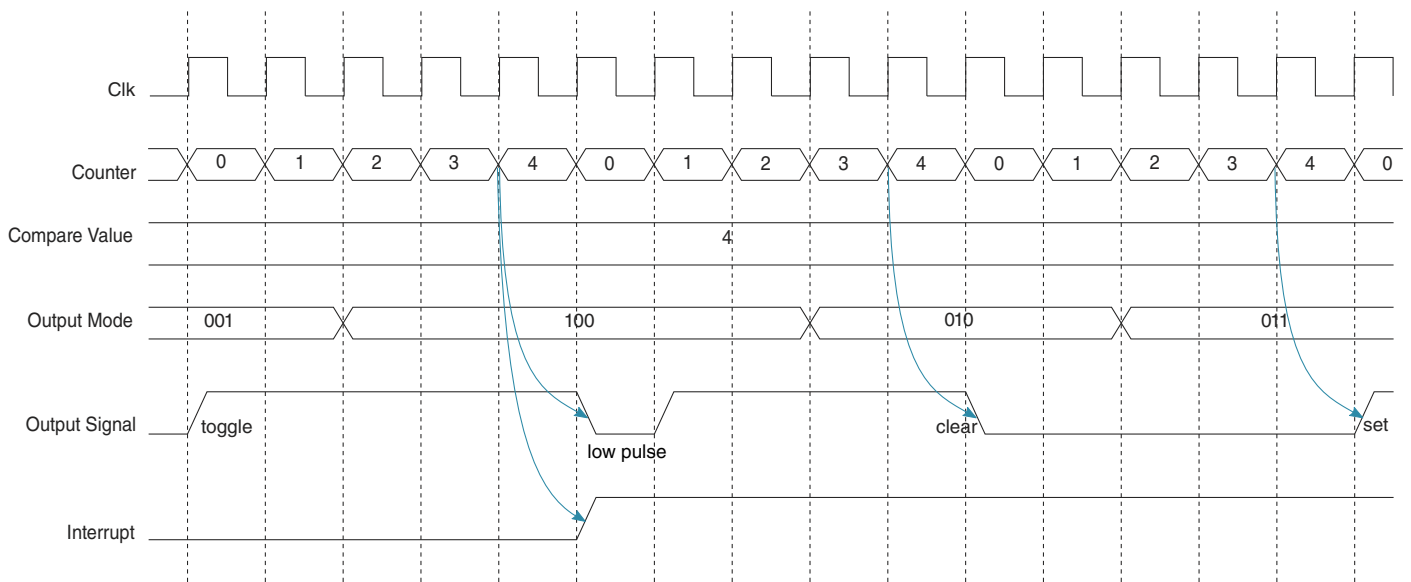 Clk
Counter 0 1 2 3 4 0 1 2 3 4 0 1 2 3 4 0
Compare Value 4
Output Mode 001 100 010 011
Output Signal toggle low pulse clear set
Interrupt